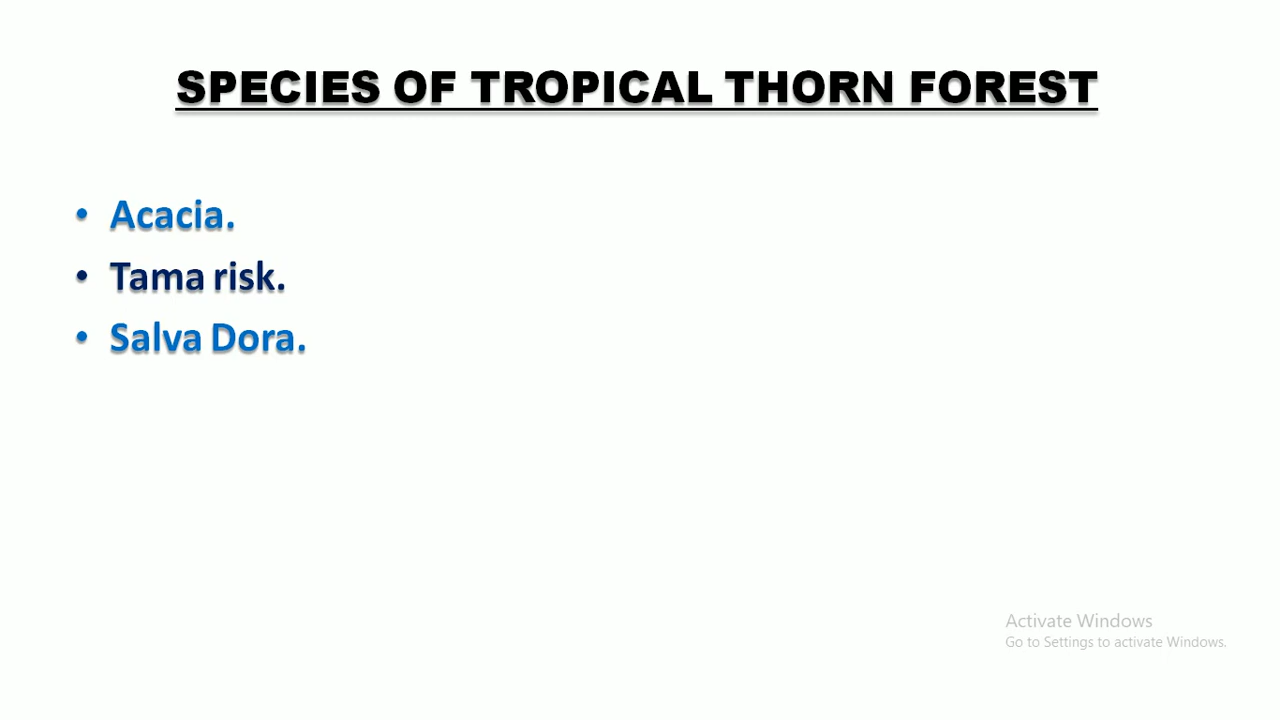 SPECIES OF TROPICAL THORN FOREST
• Acacia.
• Tama risk.
• Salva Dora.
Activate Windows
Go to Settings to activate Windows.